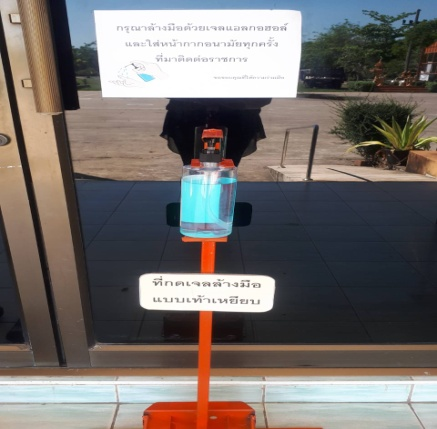 กรุณาล้างมือด้วยเจลแอลกอฮอล์
และใส่หน้ากากอนามัยทุกครั้ง
ที่มาติดต่อราชการ
ที่กดเจลล้างมือ
แบบเท้าเหยียบ